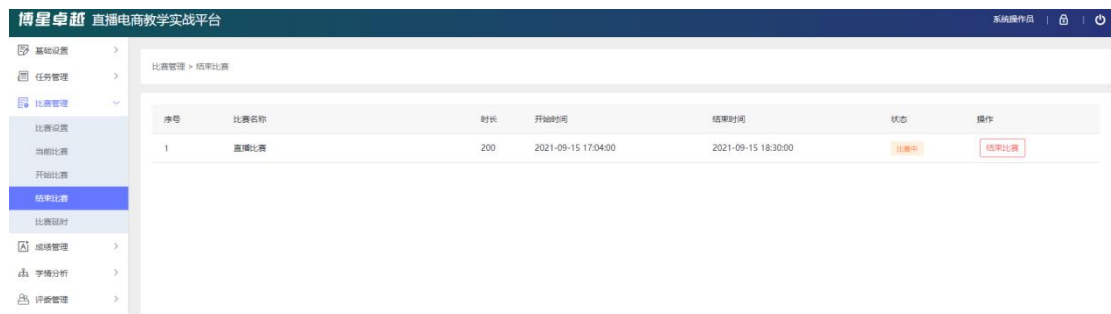 博星卓越 直播电商教学实战平台 系统操作员
基础设置
任务管理
比赛管理
比赛设置
当前比赛
开始比赛
结束比赛
比赛延时
成绩管理
学情分析
评委管理
比赛管理 > 结束比赛
序号 比赛名称 时长 开始时间 结束时间 状态 操作
1 直播比赛 200 2021-09-15 17:04:00 2021-09-15 18:30:00 比赛中 结束比赛